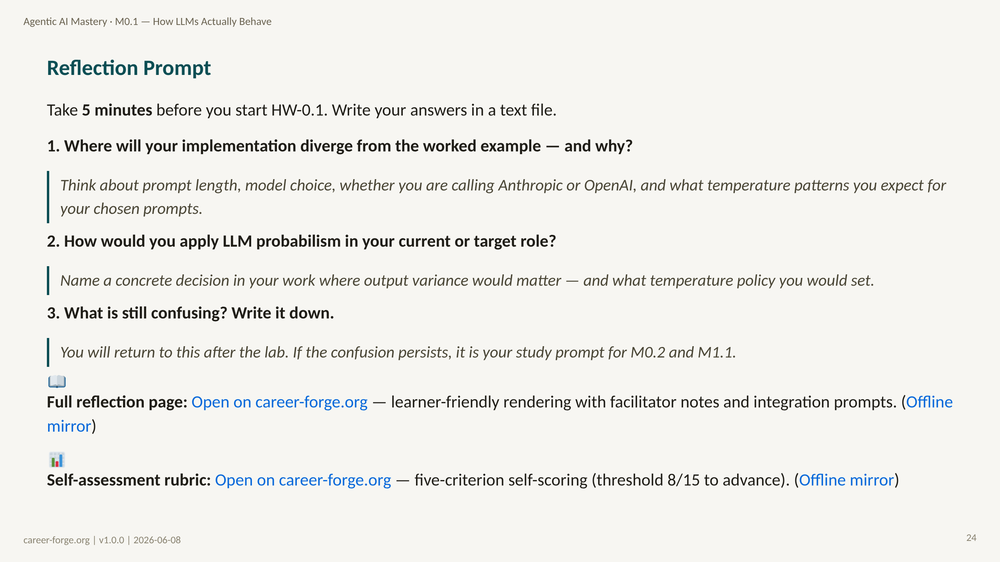 Agentic AI Mastery · M0.1 — How LLMs Actually Behave
Reflection Prompt
Take 5 minutes before you start HW-0.1. Write your answers in a text file.
1. Where will your implementation diverge from the worked example — and why?
Think about prompt length, model choice, whether you are calling Anthropic or OpenAI, and what temperature patterns you expect for
your chosen prompts.
2. How would you apply LLM probabilism in your current or target role?
Name a concrete decision in your work where output variance would matter — and what temperature policy you would set.
3. What is still confusing? Write it down.
You will return to this after the lab. If the confusion persists, it is your study prompt for M0.2 and M1.1.
Full reflection page: Open on career-forge.org — learner-friendly rendering with facilitator notes and integration prompts. (Offline
mirror)
Self-assessment rubric: Open on career-forge.org — five-criterion self-scoring (threshold 8/15 to advance). (Offline mirror)
career-forge.org | v1.0.0 | 2026-06-08
24